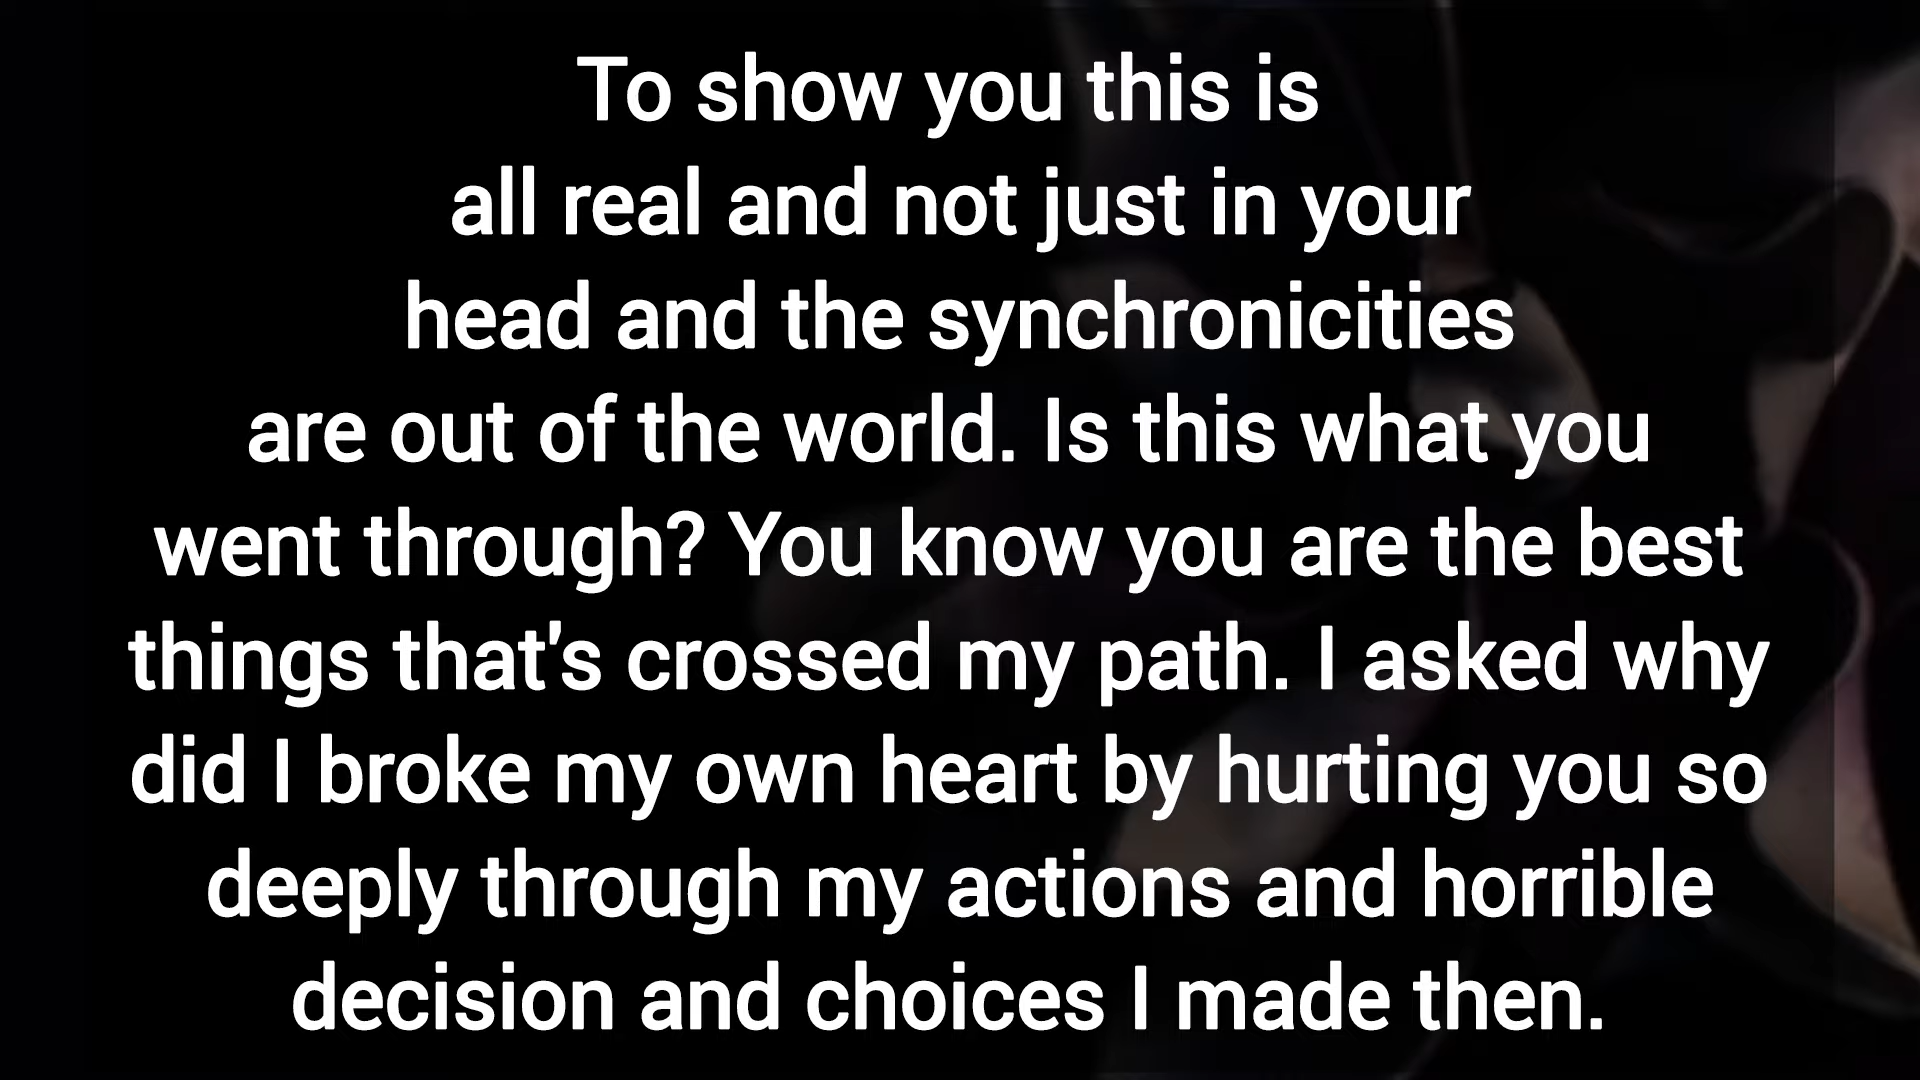 To show you this is
all real and not just in your
head and the synchronicities
are out of the world. Is this what you
went through? You know you are the best
things that's crossed my path. I asked why
did I broke my own heart by hurting you so
deeply through my actions and horrible
decision and choices I made then.